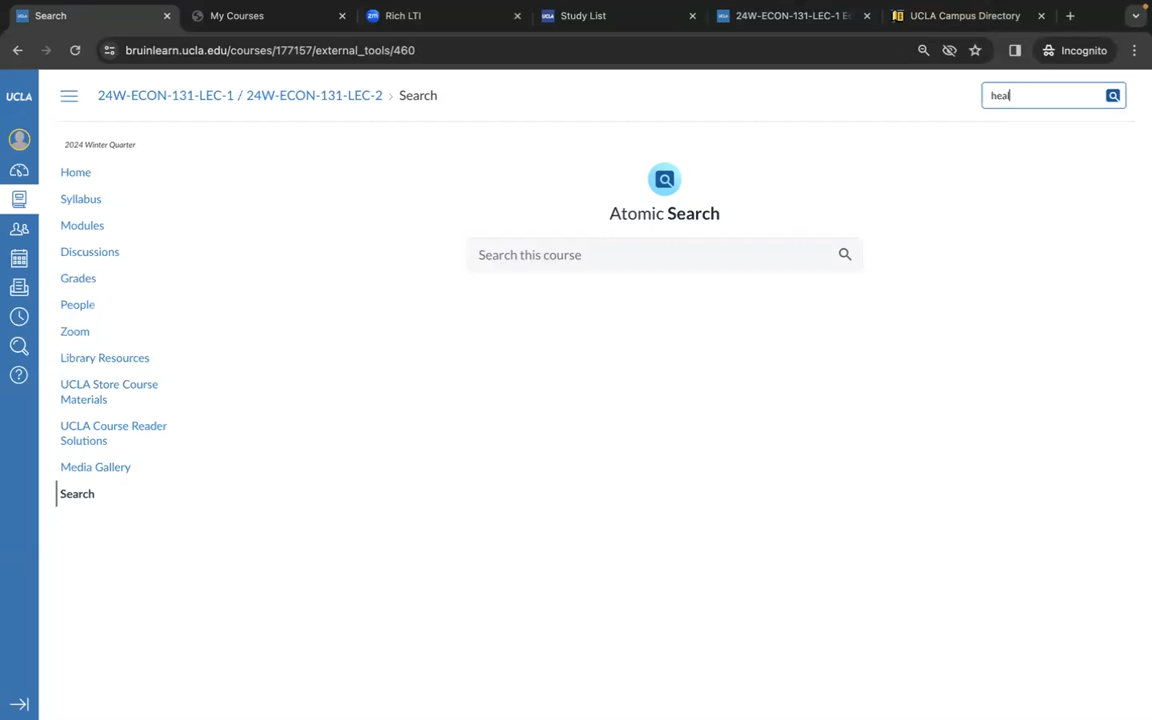 Search
My Courses
Rich LTI
Study List
24W-ECON-131-LEC-1 Ec
UCLA Campus Directory
bruinlearn.ucla.edu/courses/177157/external_tools/460
Incognito
UCLA
24W-ECON-131-LEC-1 / 24W-ECON-131-LEC-2 > Search
heal
2024 Winter Quarter
Home
Syllabus
Modules
Discussions
Grades
People
Zoom
Library Resources
UCLA Store Course
Materials
UCLA Course Reader
Solutions
Media Gallery
Search
Atomic Search
Search this course